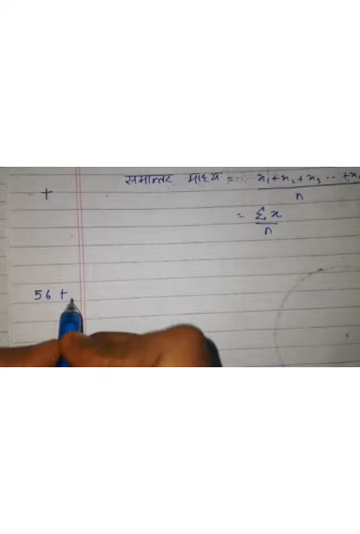 समान्तर माध्य = x₁ + x₂ + x₃ ... + x
n
+
= Σx
n
56 +